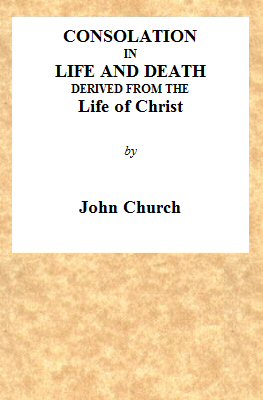 CONSOLATION
IN
LIFE AND DEATH
DERIVED FROM THE
Life of Christ
by
John Church